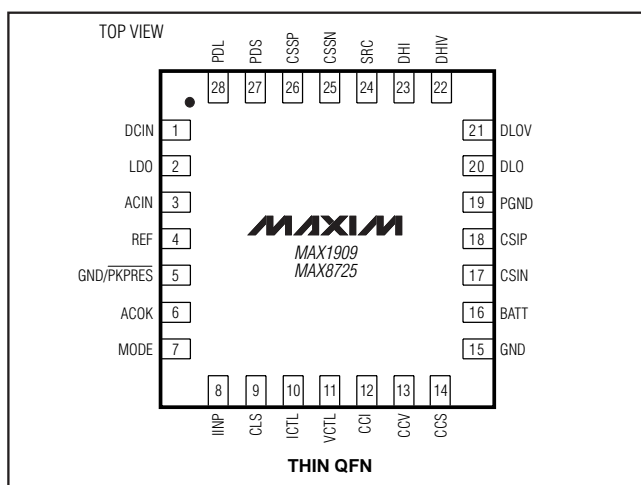 TOP VIEW
PDL
PDS
CSSP
CSSN
SRC
DHI
DHIV
28
27
26
25
24
23
22
DCIN 1
LDO 2
ACIN 3
REF 4
GND/PKPRES 5
ACOK 6
MODE 7
21 DLOV
20 DLO
19 PGND
18 CSIP
17 CSIN
16 BATT
15 GND
MAXIM
MAX1909
MAX8725
8
9
10
11
12
13
14
IINP
CLS
ICTL
VCTL
CCI
CCV
CCS
THIN QFN